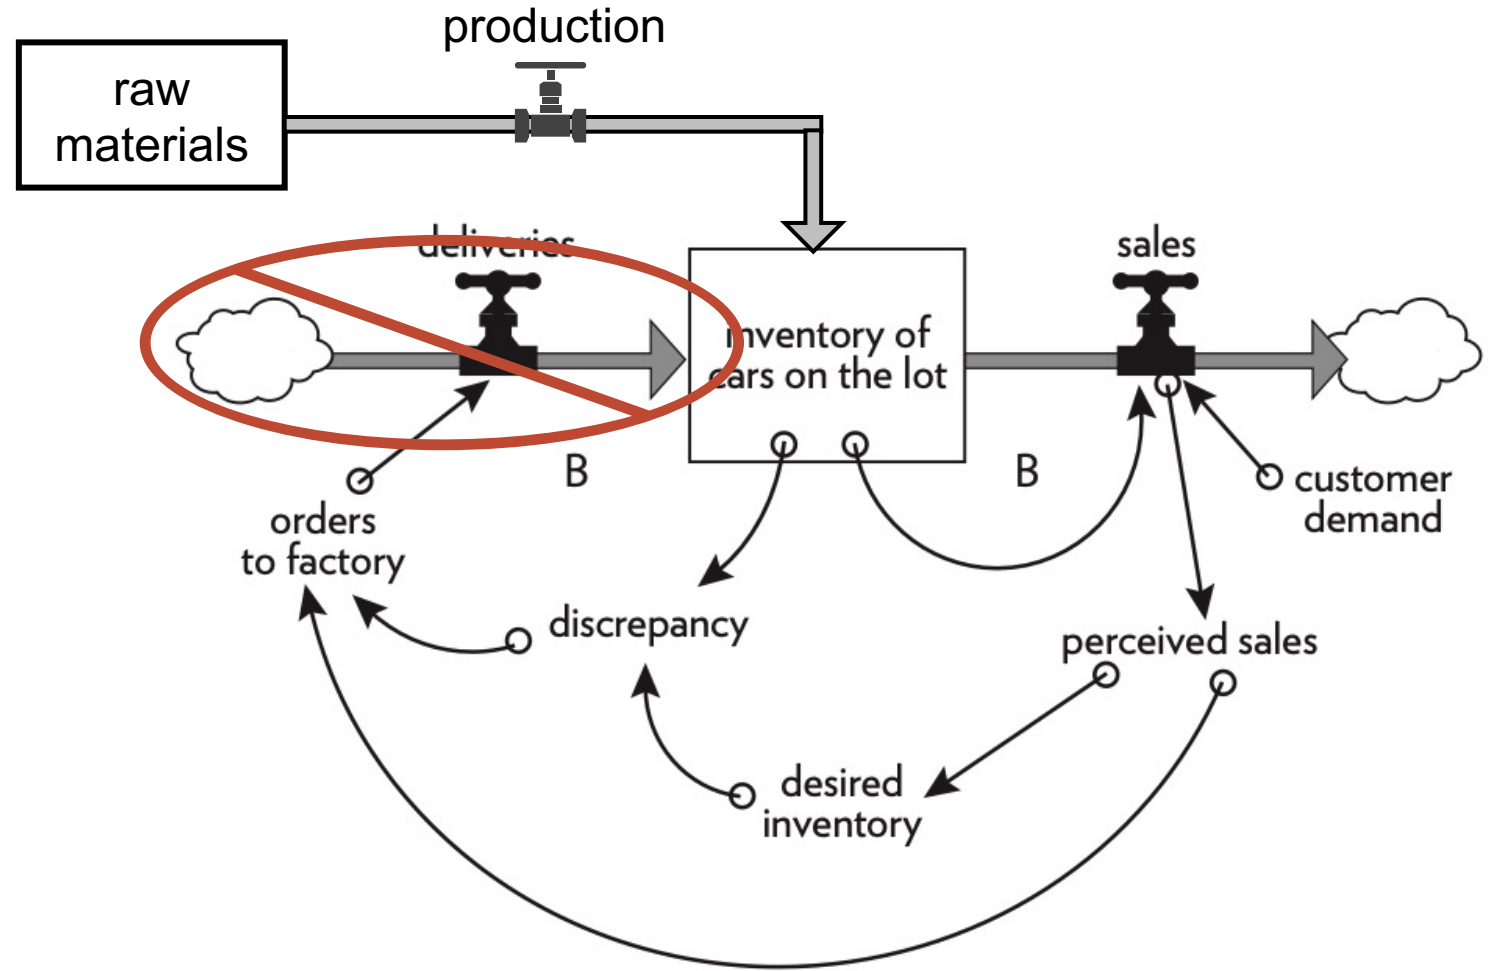 production
raw
materials
deliveries
sales
inventory of
cars on the lot
B
B
customer
demand
orders
to factory
discrepancy
perceived sales
desired
inventory